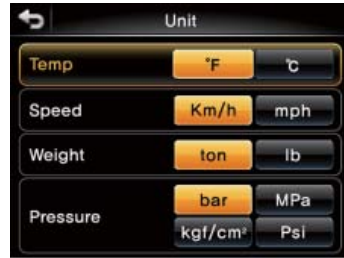 Unit
Temp °F ℃
Speed Km/h mph
Weight ton lb
Pressure bar MPa
kgf/cm² Psi